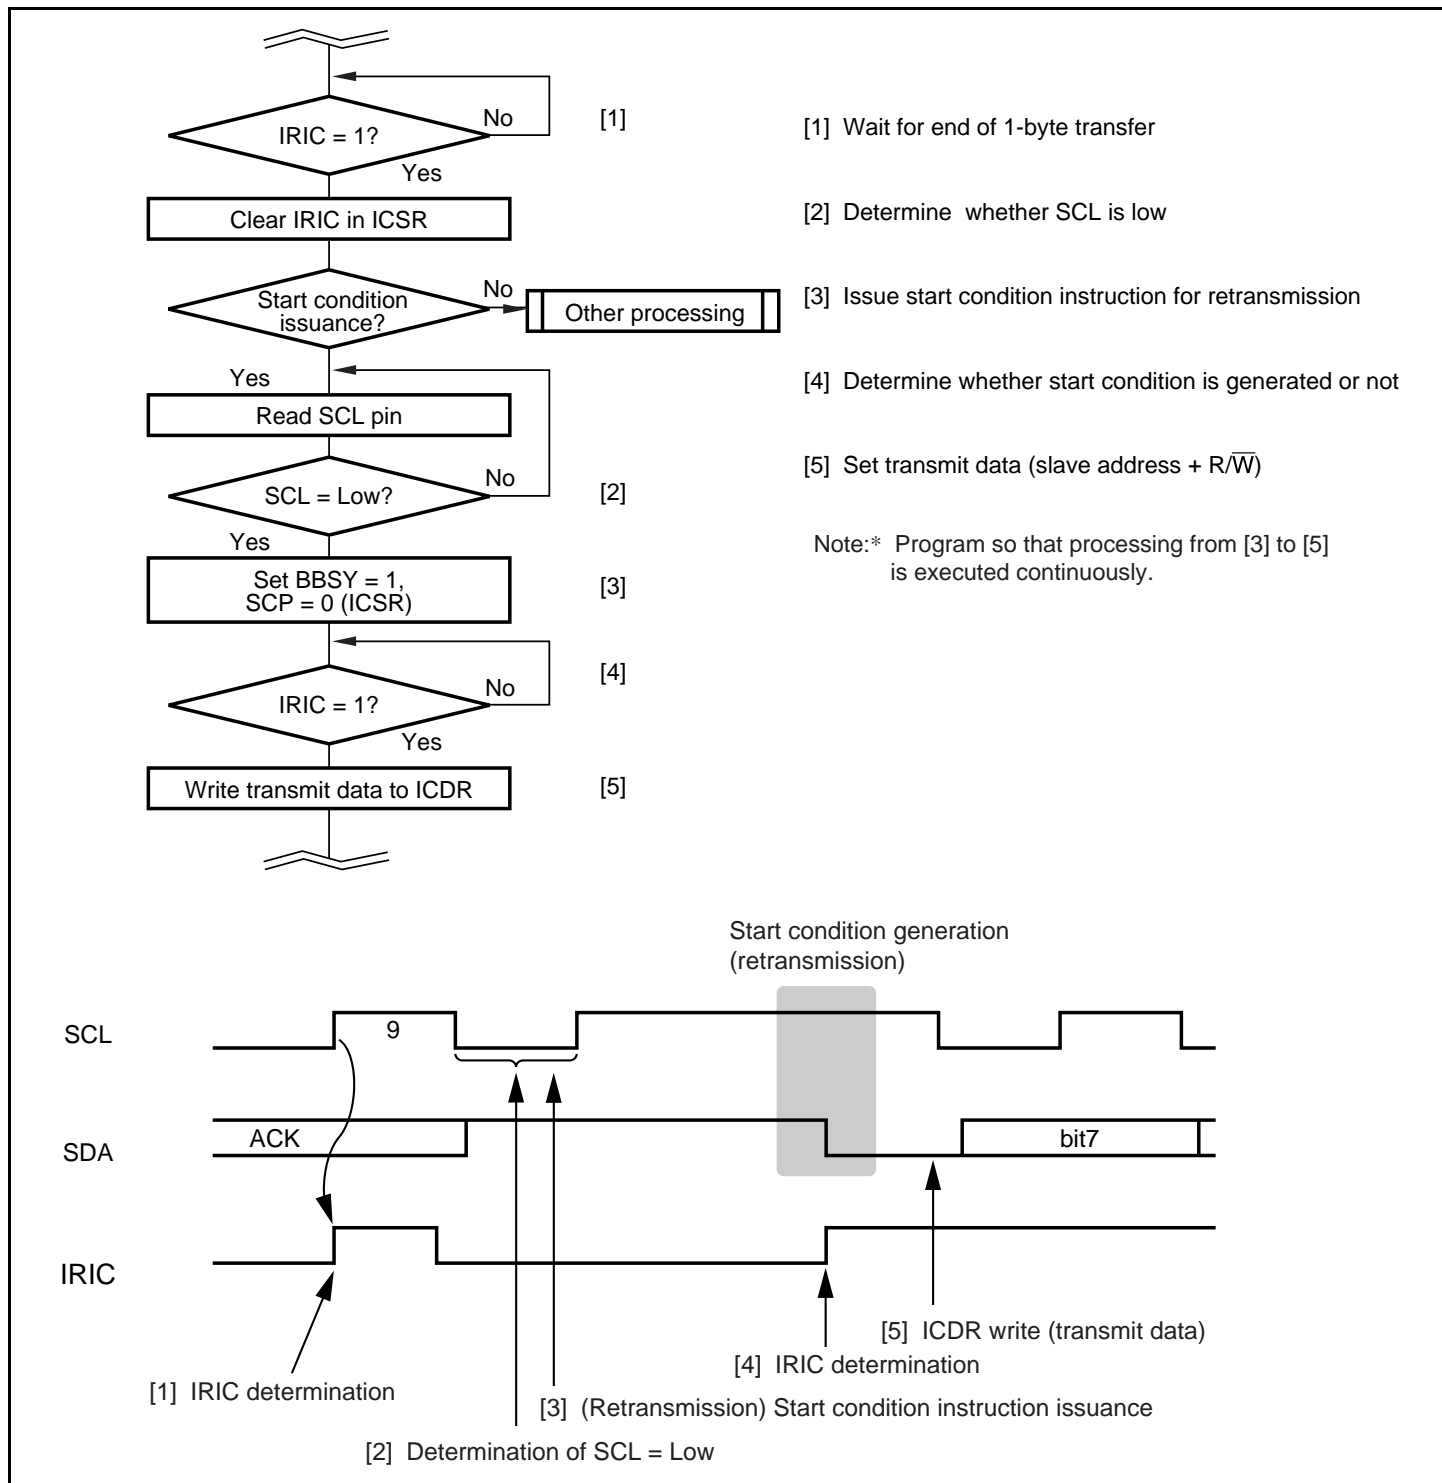 IRIC = 1?
No
[1]
Yes
Clear IRIC in ICSR
Start condition
issuance?
No
Other processing
Yes
Read SCL pin
SCL = Low?
No
[2]
Yes
Set BBSY = 1,
SCP = 0 (ICSR)
[3]
IRIC = 1?
No
[4]
Yes
Write transmit data to ICDR
[5]
[1] Wait for end of 1-byte transfer
[2] Determine whether SCL is low
[3] Issue start condition instruction for retransmission
[4] Determine whether start condition is generated or not
[5] Set transmit data (slave address + R/W̅)
Note:* Program so that processing from [3] to [5]
is executed continuously.
Start condition generation
(retransmission)
SCL
9
SDA
ACK
bit7
IRIC
[5] ICDR write (transmit data)
[4] IRIC determination
[1] IRIC determination
[3] (Retransmission) Start condition instruction issuance
[2] Determination of SCL = Low